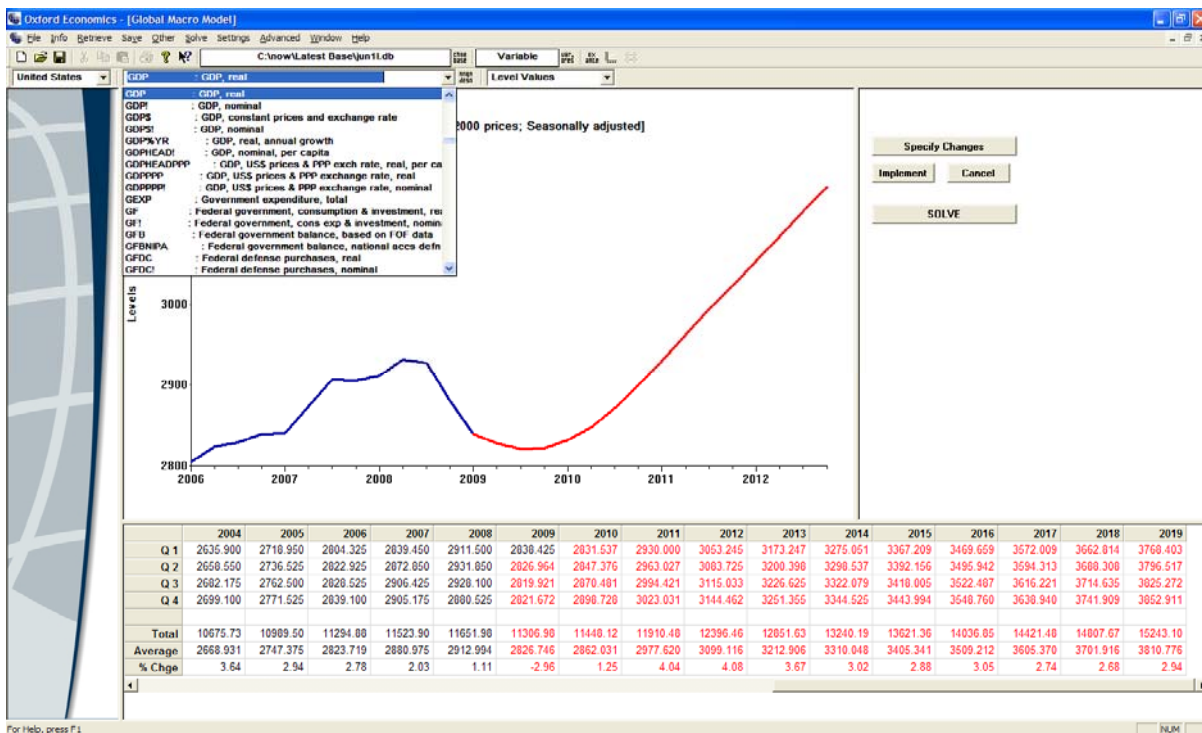 Oxford Economics - [Global Macro Model]
File Info Retrieve Save Other Solve Settings Advanced Window Help
C:\now\Latest Base\jun1l.db Variable
United States GDP : GDP, real Level Values
GDP : GDP, real
GDP! : GDP, nominal
GDP$ : GDP, constant prices and exchange rate
GDP$! : GDP, nominal
GDP%YR : GDP, real, annual growth
GDPHEAD! : GDP, nominal, per capita
GDPHEADPPP : GDP, US$ prices & PPP exch rate, real, per ca
GDPPPP : GDP, US$ prices & PPP exchange rate, real
GDPPPP! : GDP, US$ prices & PPP exchange rate, nominal
GEXP : Government expenditure, total
GF : Federal government, consumption & investment, rea
GF! : Federal government, cons exp & investment, nomin
GFB : Federal government balance, based on FOF data
GFBNIPA : Federal government balance, national accs defn
GFDC : Federal defense purchases, real
GFDC! : Federal defense purchases, nominal
2000 prices; Seasonally adjusted]
Specify Changes
Implement Cancel
SOLVE
Levels
3000
2900
2800
2006 2007 2008 2009 2010 2011 2012
2004 2005 2006 2007 2008 2009 2010 2011 2012 2013 2014 2015 2016 2017 2018 2019
Q 1 2635.900 2718.950 2804.325 2839.450 2911.500 2838.425 2831.537 2930.000 3053.245 3173.247 3275.051 3367.209 3469.659 3572.009 3662.814 3768.403
Q 2 2658.550 2736.525 2822.925 2872.850 2931.850 2826.964 2847.376 2963.027 3083.725 3200.398 3298.537 3392.156 3495.942 3594.313 3688.308 3796.517
Q 3 2682.175 2762.500 2828.525 2906.425 2928.100 2819.921 2870.481 2994.421 3115.033 3226.625 3322.079 3418.005 3522.487 3616.221 3714.635 3825.272
Q 4 2699.100 2771.525 2839.100 2905.175 2880.525 2821.672 2898.728 3023.031 3144.462 3251.355 3344.525 3443.994 3548.760 3638.940 3741.909 3852.911
Total 10675.73 10989.50 11294.88 11523.90 11651.98 11306.98 11448.12 11910.48 12396.46 12851.63 13240.19 13621.36 14036.85 14421.48 14807.67 15243.10
Average 2668.931 2747.375 2823.719 2880.975 2912.994 2826.746 2862.031 2977.620 3099.116 3212.906 3310.048 3405.341 3509.212 3605.370 3701.916 3810.776
% Chge 3.64 2.94 2.78 2.03 1.11 -2.96 1.25 4.04 4.08 3.67 3.02 2.88 3.05 2.74 2.68 2.94
For Help, press F1 NUM